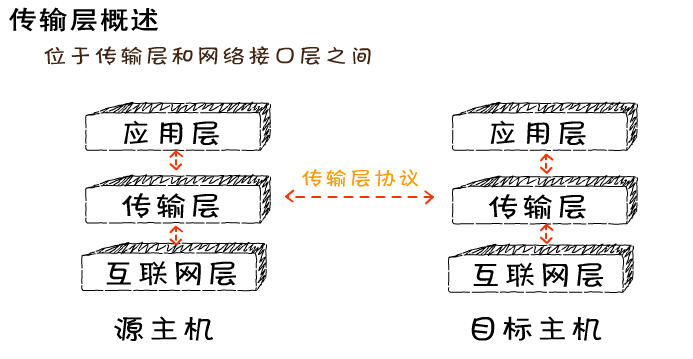 传输层概述
位于传输层和网络接口层之间
应用层
应用层
传输层协议
传输层
传输层
互联网层
互联网层
源主机
目标主机